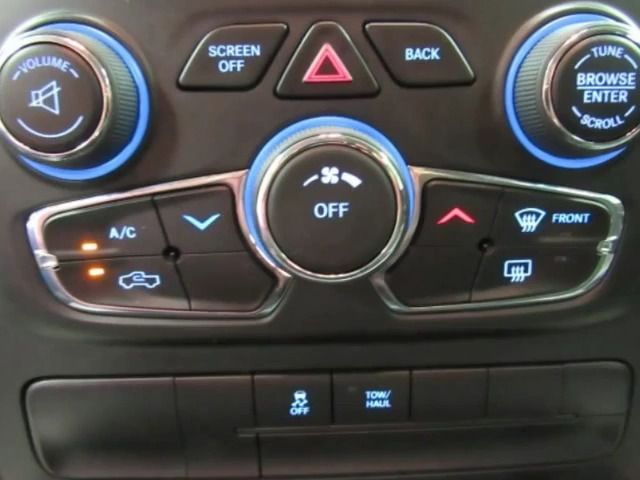 VOLUME
SCREEN
OFF
BACK
TUNE
BROWSE
ENTER
SCROLL
A/C
OFF
FRONT
OFF
TOW/
HAUL